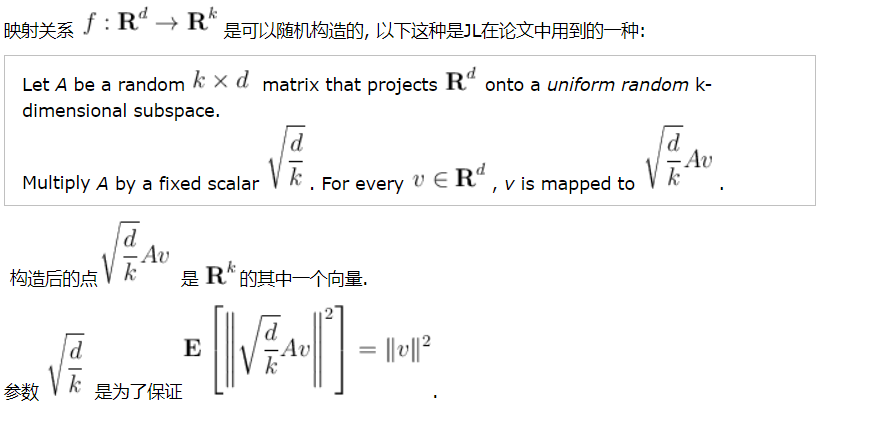 映射关系 $f : \mathbf{R}^d \to \mathbf{R}^k$ 是可以随机构造的, 以下这种是JL在论文中用到的一种:
Let A be a random $k \times d$ matrix that projects $\mathbf{R}^d$ onto a uniform random k-
dimensional subspace.
Multiply A by a fixed scalar $\sqrt{\frac{d}{k}}$ . For every $v \in \mathbf{R}^d$ , v is mapped to $\sqrt{\frac{d}{k}} Av$ .
构造后的点 $\sqrt{\frac{d}{k}} Av$ 是 $\mathbf{R}^k$ 的其中一个向量.
参数 $\sqrt{\frac{d}{k}}$ 是为了保证 $\mathbf{E}\left[\left\|\sqrt{\frac{d}{k}} Av\right\|^2\right] = \|v\|^2$ .